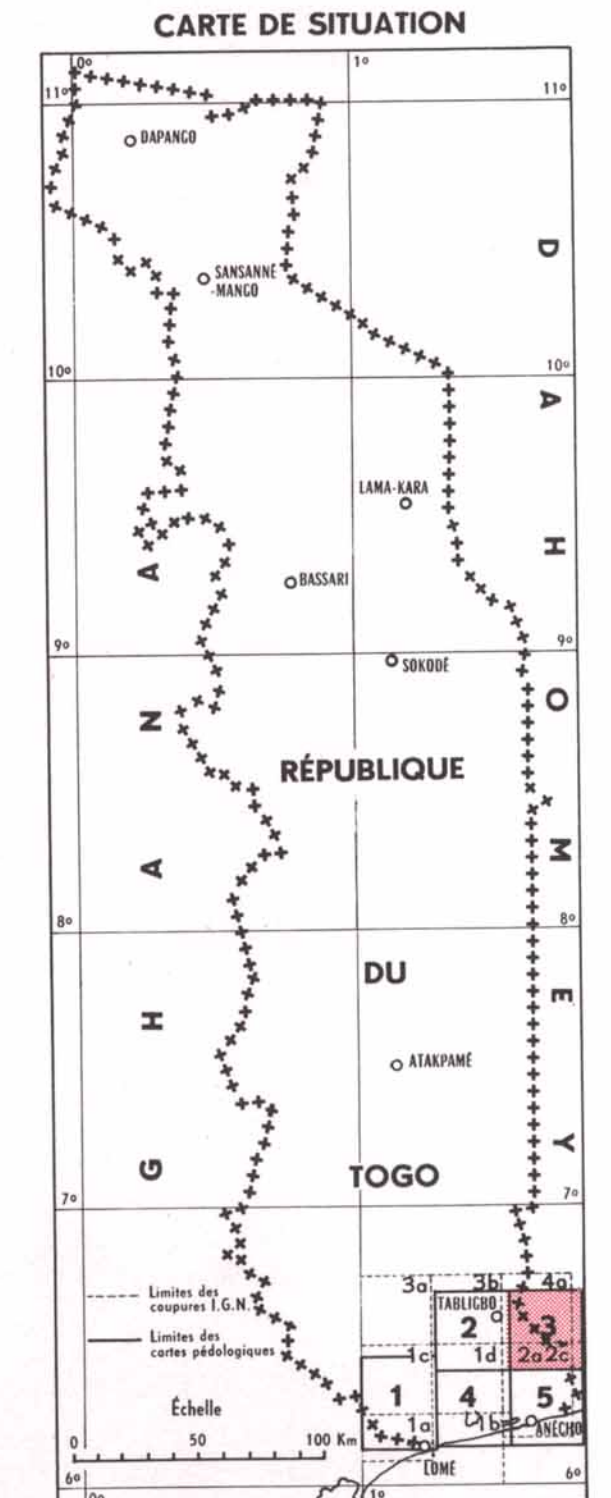 CARTE DE SITUATION
0° 1°
11° 11°
DAPANGO
SANSANNÉ
-MANGO
10° 10°
LAMA-KARA
BASSARI
9° 9°
SOKODÉ
RÉPUBLIQUE
8° 8°
DU
ATAKPAMÉ
TOGO
7° 7°
GHANA
DAHOMEY
3a 3b 4a
Limites des
coupures I.G.N.
TABLIGBO
2 3
Limites des
cartes pédologiques
1c 1d 2a 2c
Échelle
1 4 5
1a 1b
ANÉCHO
0 50 100 Km
LOMÉ
6° 6°
0° 1°